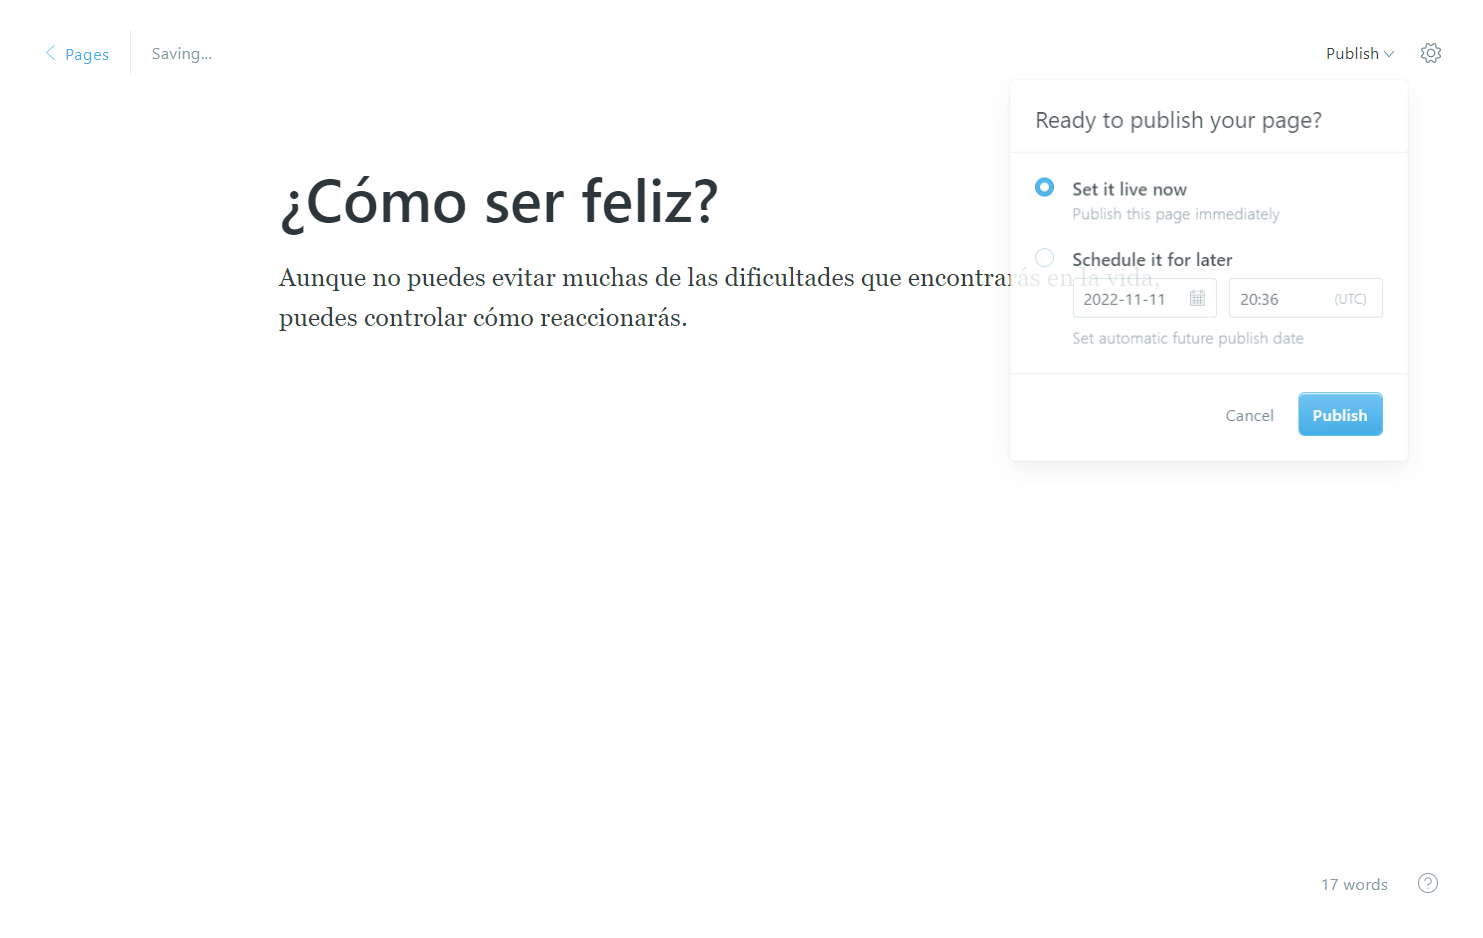 Pages
Saving...
Publish
Ready to publish your page?
Set it live now
Publish this page immediately
Schedule it for later
2022-11-11
20:36
(UTC)
Set automatic future publish date
Cancel
Publish
¿Cómo ser feliz?
Aunque no puedes evitar muchas de las dificultades que encontrarás en la vida,
puedes controlar cómo reaccionarás.
17 words